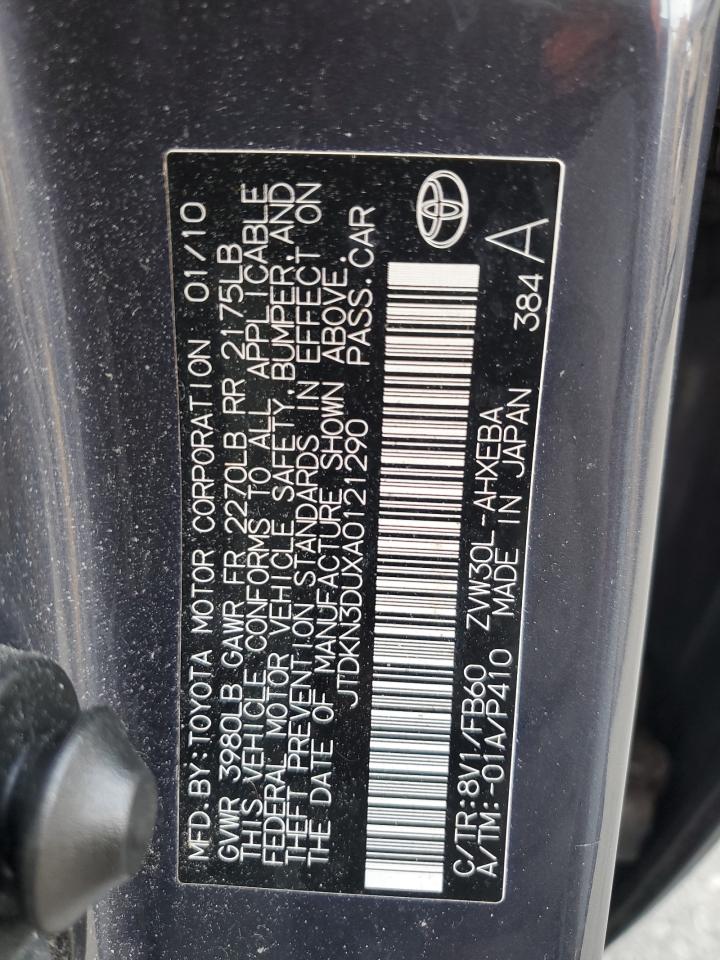 MFD.BY:TOYOTA MOTOR CORPORATION 01/10
GVWR 3980LB GAWR FR 2270LB RR 2175LB
THIS VEHICLE CONFORMS TO ALL APPLICABLE
FEDERAL MOTOR VEHICLE SAFETY,BUMPER,AND
THEFT PREVENTION STANDARDS IN EFFECT ON
THE DATE OF MANUFACTURE SHOWN ABOVE.
JTDKN3DUXA0121290 PASS.CAR
C/TR:8V1/FB60 ZVW30L-AHXEBA
A/TM:-01A/P410 MADE IN JAPAN 384 A